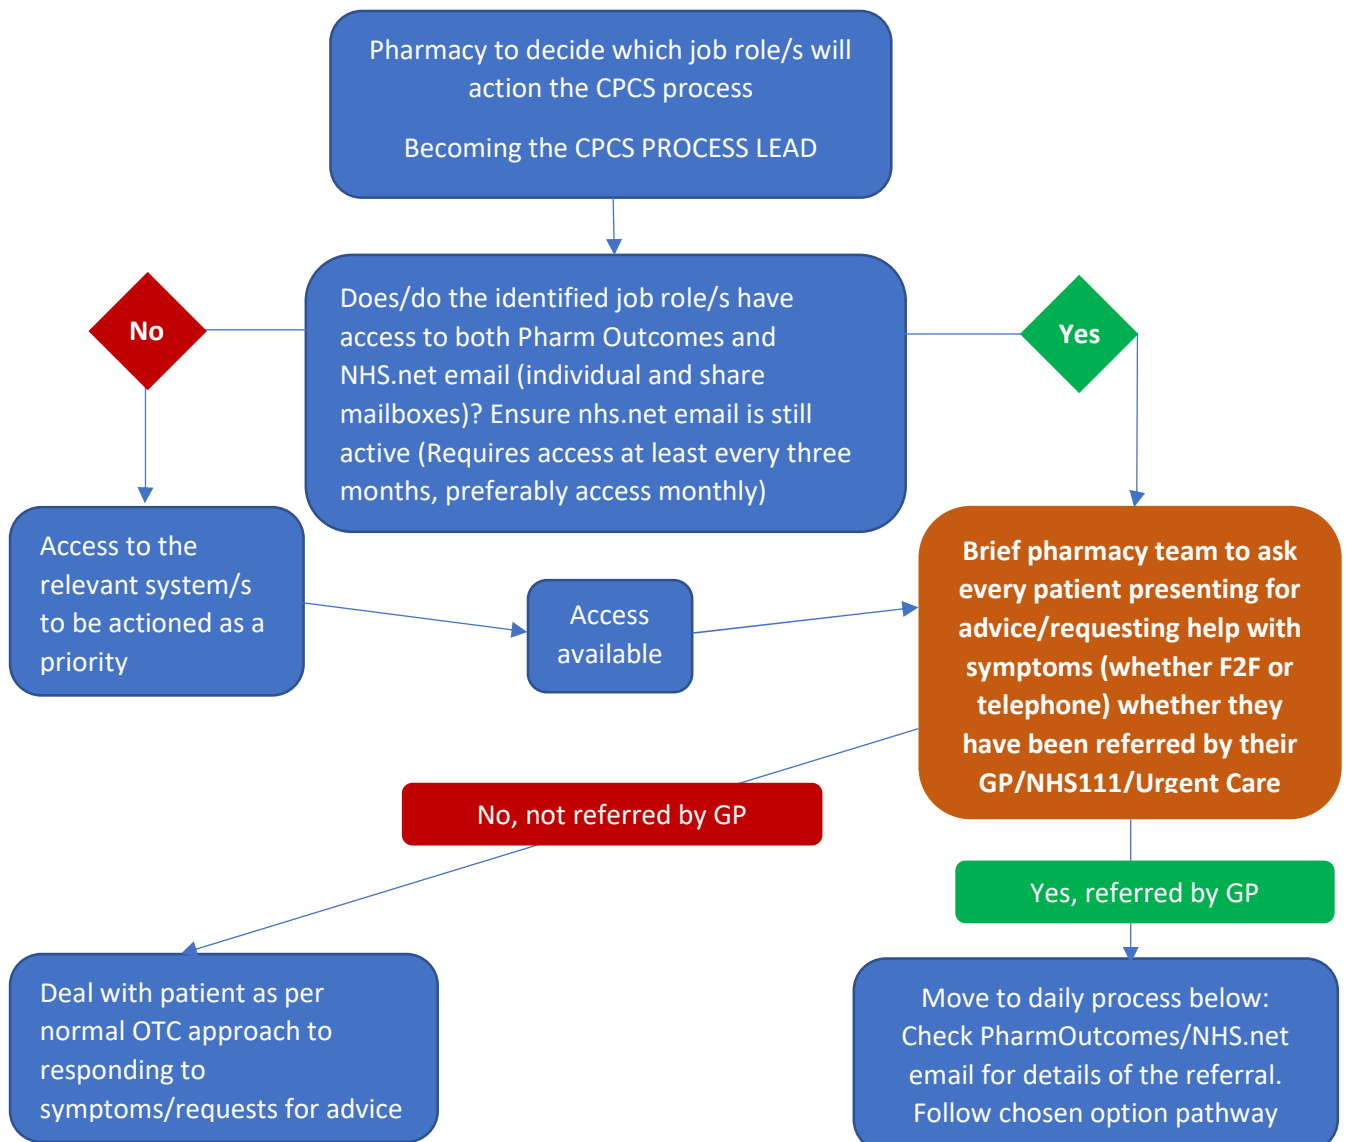 Pharmacy to decide which job role/s will
action the CPCS process
Becoming the CPCS PROCESS LEAD
No
Does/do the identified job role/s have
access to both Pharm Outcomes and
NHS.net email (individual and share
mailboxes)? Ensure nhs.net email is still
active (Requires access at least every three
months, preferably access monthly)
Yes
Access to the
relevant system/s
to be actioned as a
priority
Access
available
Brief pharmacy team to ask
every patient presenting for
advice/requesting help with
symptoms (whether F2F or
telephone) whether they
have been referred by their
GP/NHS111/Urgent Care
No, not referred by GP
Yes, referred by GP
Deal with patient as per
normal OTC approach to
responding to
symptoms/requests for advice
Move to daily process below:
Check PharmOutcomes/NHS.net
email for details of the referral.
Follow chosen option pathway